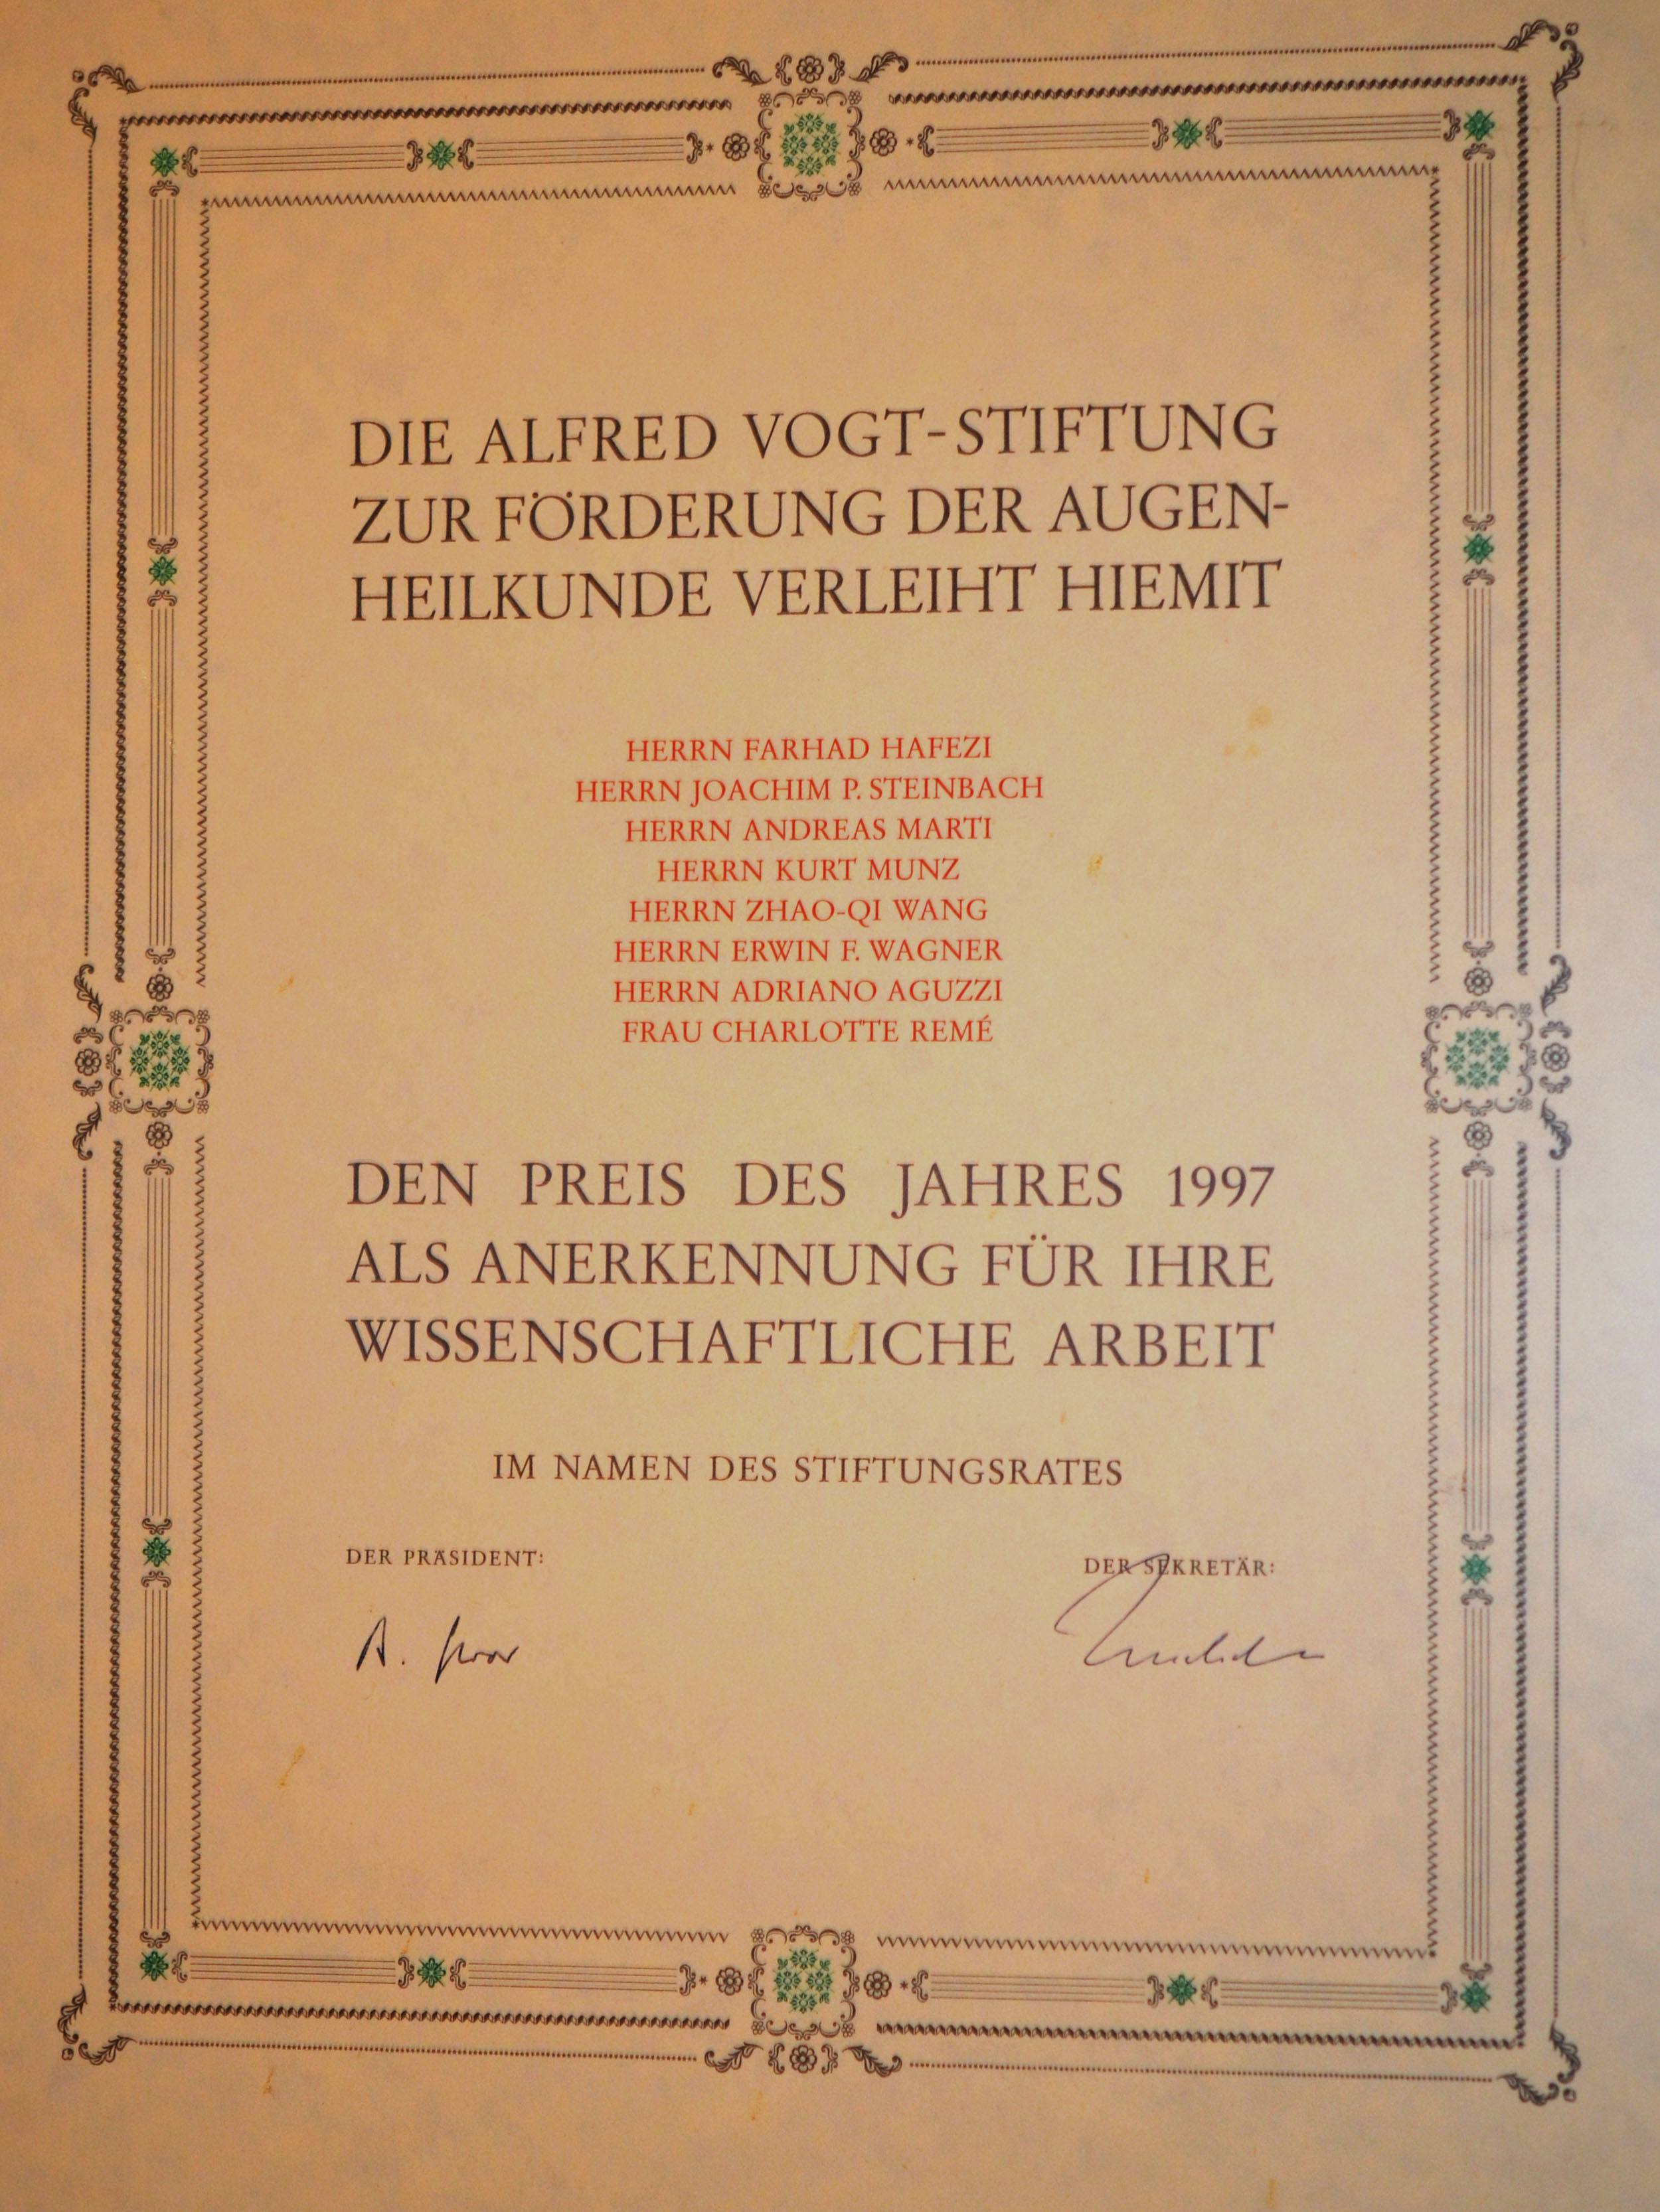 DIE ALFRED VOGT-STIFTUNG
ZUR FÖRDERUNG DER AUGEN-
HEILKUNDE VERLEIHT HIEMIT
HERRN FARHAD HAFEZI
HERRN JOACHIM P. STEINBACH
HERRN ANDREAS MARTI
HERRN KURT MUNZ
HERRN ZHAO-QI WANG
HERRN ERWIN F. WAGNER
HERRN ADRIANO AGUZZI
FRAU CHARLOTTE REMÉ
DEN PREIS DES JAHRES 1997
ALS ANERKENNUNG FÜR IHRE
WISSENSCHAFTLICHE ARBEIT
IM NAMEN DES STIFTUNGSRATES
DER PRÄSIDENT:
DER SEKRETÄR:
A.